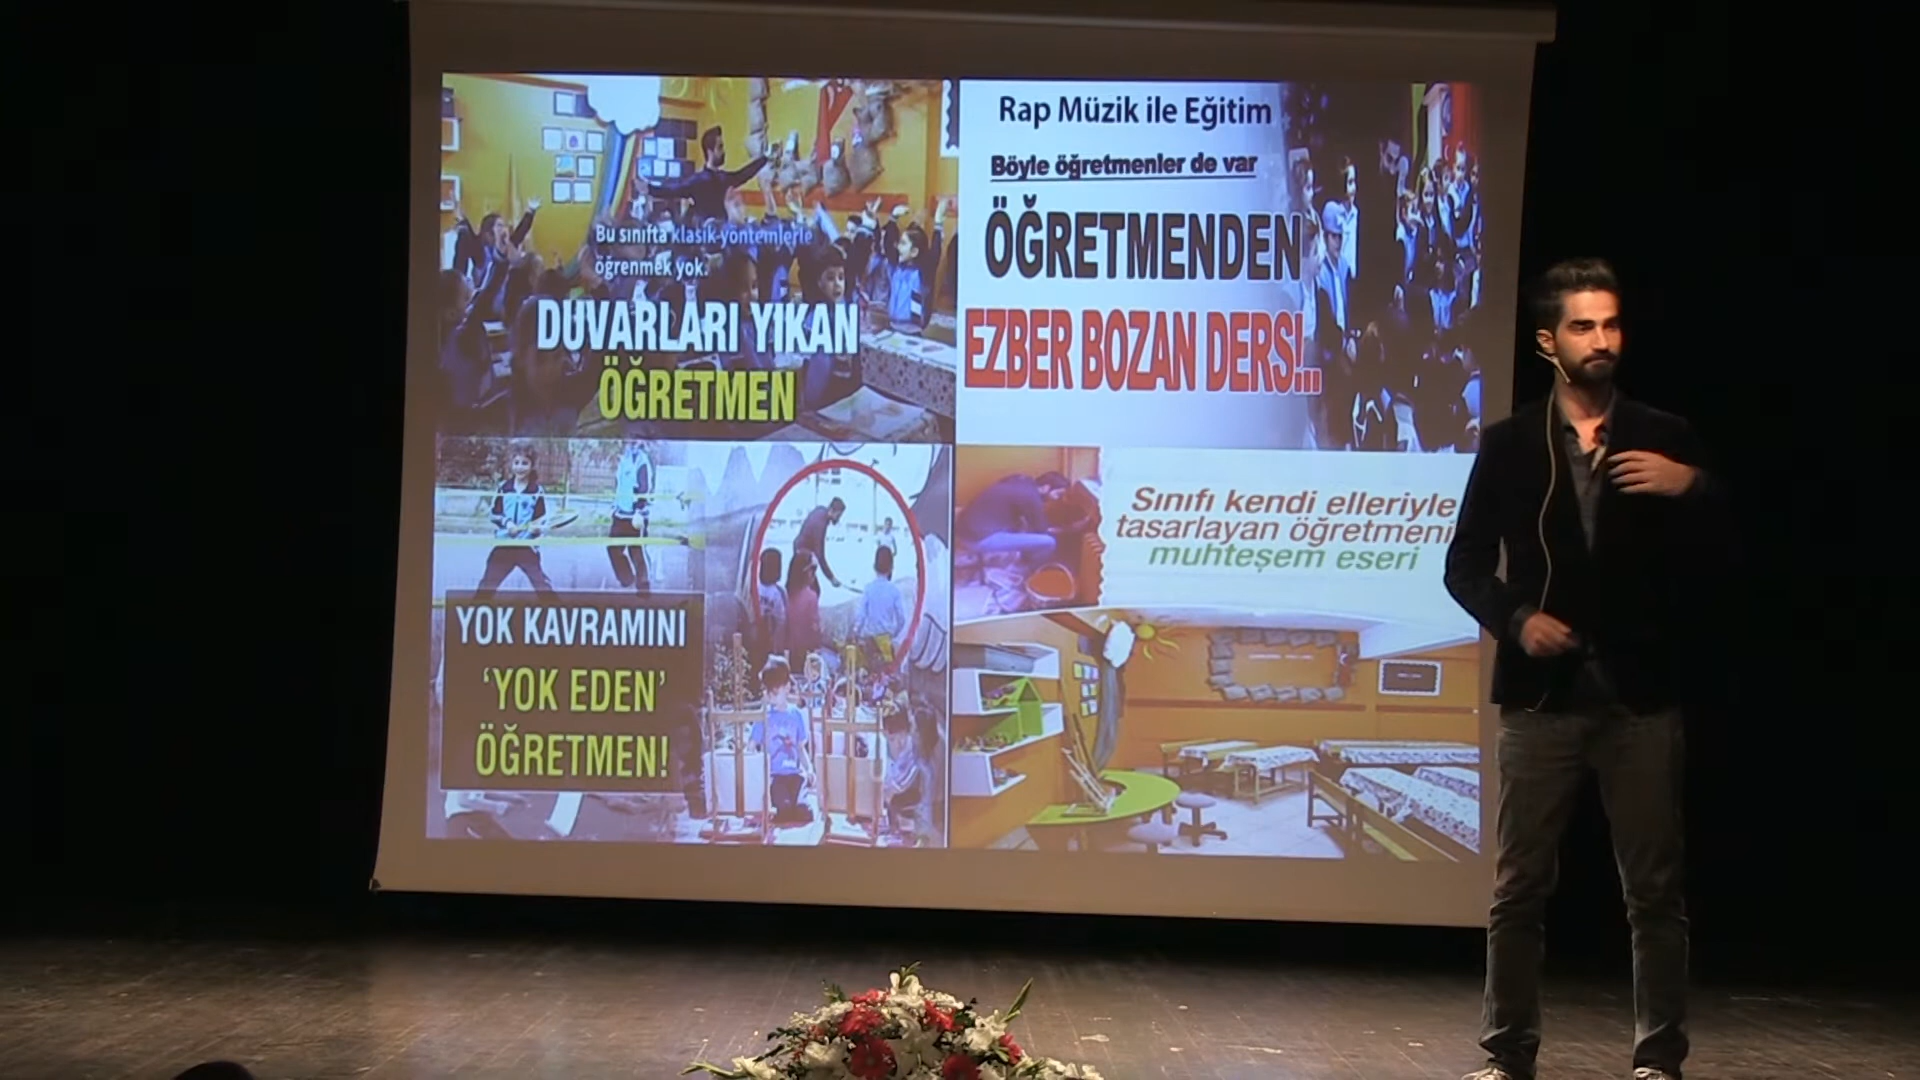 Bu sınıfta klasik yöntemlerle
öğrenmek yok.
DUVARLARI YIKAN
ÖĞRETMEN
Rap Müzik ile Eğitim
Böyle öğretmenler de var
ÖĞRETMENDEN
EZBER BOZAN DERS!...
YOK KAVRAMINI
‘YOK EDEN’
ÖĞRETMEN!
Sınıfı kendi elleriyle
tasarlayan öğretmeni
muhteşem eseri